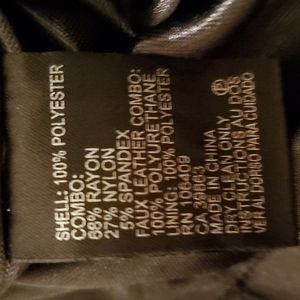 SHELL: 100% POLYESTER
COMBO:
68% RAYON
27% NYLON
5% SPANDEX
FAUX LEATHER COMBO:
100% POLYURETHANE
LINING: 100% POLYESTER
RN 106409
CA 39863
MADE IN CHINA
DRY CLEAN ONLY
INSTRUCTIONS AU DOS
VER AL DORSO PARA CUIDADO
P